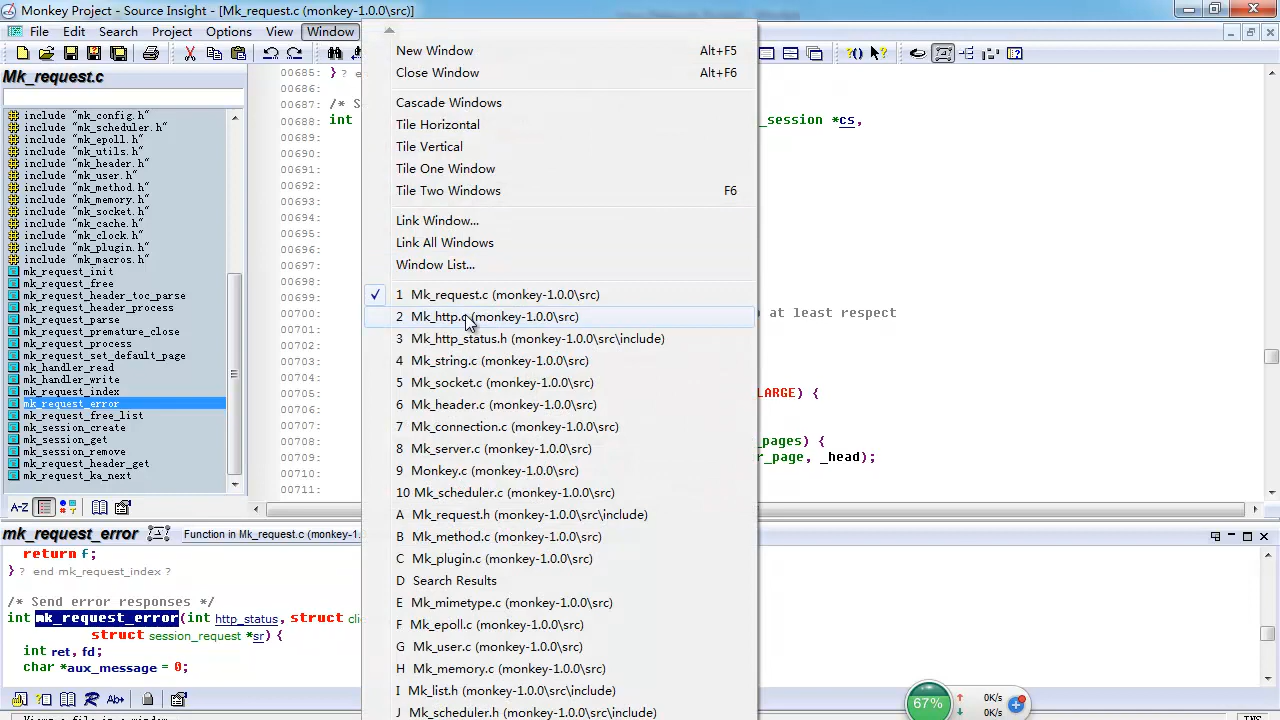 Monkey Project - Source Insight - [Mk_request.c (monkey-1.0.0\src)]
File Edit Search Project Options View Window
Mk_request.c
include "mk_config.h"
include "mk_scheduler.h"
include "mk_epoll.h"
include "mk_utils.h"
include "mk_header.h"
include "mk_user.h"
include "mk_method.h"
include "mk_memory.h"
include "mk_socket.h"
include "mk_cache.h"
include "mk_clock.h"
include "mk_plugin.h"
include "mk_macros.h"
mk_request_init
mk_request_free
mk_request_header_toc_parse
mk_request_header_process
mk_request_parse
mk_request_premature_close
mk_request_process
mk_request_set_default_page
mk_handler_read
mk_handler_write
mk_request_index
mk_request_error
mk_request_free_list
mk_session_create
mk_session_get
mk_session_remove
mk_request_header_get
mk_request_ka_next
A-Z
00685: } ? e
00686:
00687: /* S
00688: int _session *cs,
00689:
00690:
00691:
00692:
00693:
00694:
00695:
00696:
00697:
00698:
00699:
00700: at least respect
00701:
00702:
00703:
00704:
00705: LARGE) {
00706:
00707:
00708: _pages) {
00709: r_page, _head);
00710:
00711:
New Window Alt+F5
Close Window Alt+F6
Cascade Windows
Tile Horizontal
Tile Vertical
Tile One Window
Tile Two Windows F6
Link Window...
Link All Windows
Window List...
1 Mk_request.c (monkey-1.0.0\src)
2 Mk_http.c (monkey-1.0.0\src)
3 Mk_http_status.h (monkey-1.0.0\src\include)
4 Mk_string.c (monkey-1.0.0\src)
5 Mk_socket.c (monkey-1.0.0\src)
6 Mk_header.c (monkey-1.0.0\src)
7 Mk_connection.c (monkey-1.0.0\src)
8 Mk_server.c (monkey-1.0.0\src)
9 Monkey.c (monkey-1.0.0\src)
10 Mk_scheduler.c (monkey-1.0.0\src)
A Mk_request.h (monkey-1.0.0\src\include)
B Mk_method.c (monkey-1.0.0\src)
C Mk_plugin.c (monkey-1.0.0\src)
D Search Results
E Mk_mimetype.c (monkey-1.0.0\src)
F Mk_epoll.c (monkey-1.0.0\src)
G Mk_user.c (monkey-1.0.0\src)
H Mk_memory.c (monkey-1.0.0\src)
I Mk_list.h (monkey-1.0.0\src\include)
J Mk_scheduler.h (monkey-1.0.0\src\include)
mk_request_error Function in Mk_request.c (monkey-1.
return f;
} ? end mk_request_index ?
/* Send error responses */
int mk_request_error(int http_status, struct clie
struct session_request *sr) {
int ret, fd;
char *aux_message = 0;
67%
0K/s
0K/s